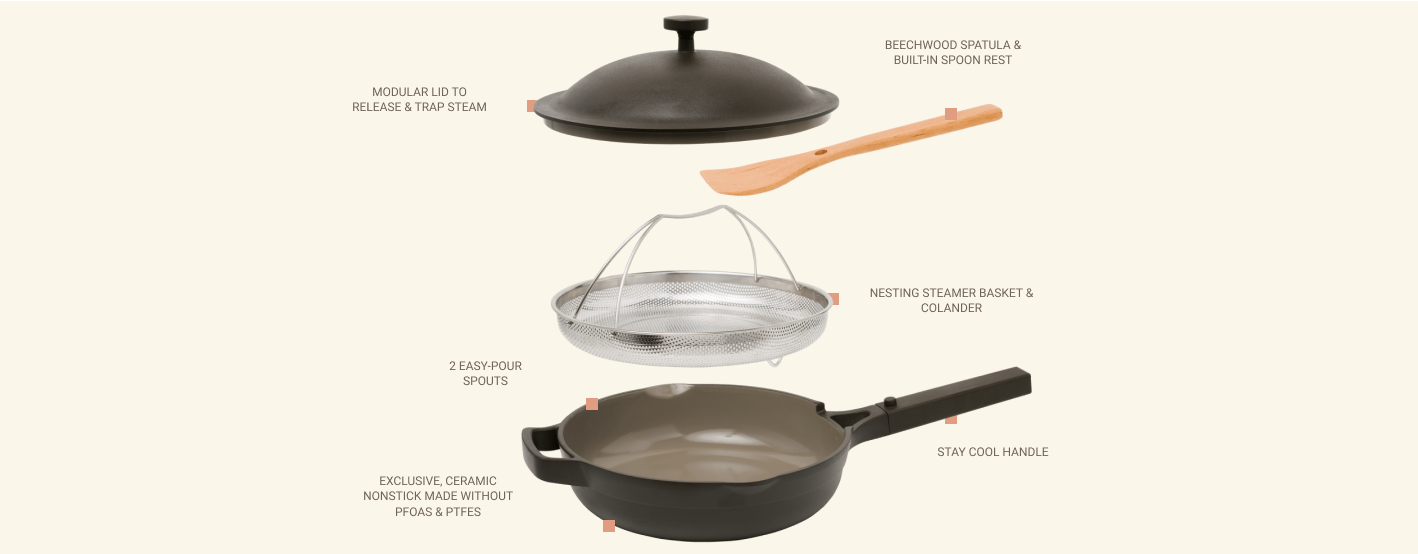 BEECHWOOD SPATULA &
BUILT-IN SPOON REST
MODULAR LID TO
RELEASE & TRAP STEAM
NESTING STEAMER BASKET &
COLANDER
2 EASY-POUR
SPOUTS
STAY COOL HANDLE
EXCLUSIVE, CERAMIC
NONSTICK MADE WITHOUT
PFOAS & PTFES